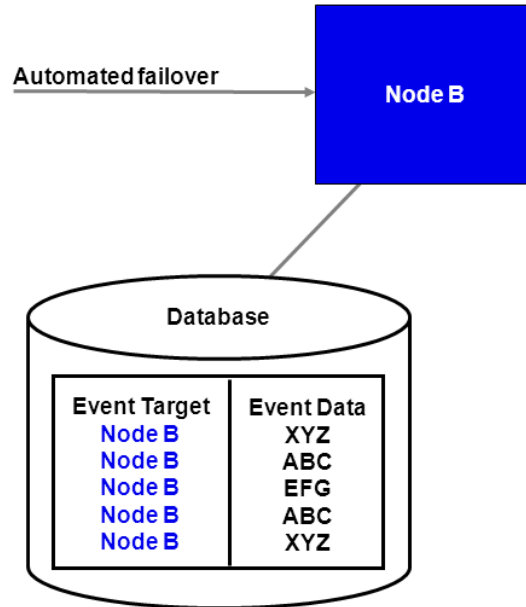 Automated failover
Node B
Database
Event Target Event Data
Node B XYZ
Node B ABC
Node B EFG
Node B ABC
Node B XYZ